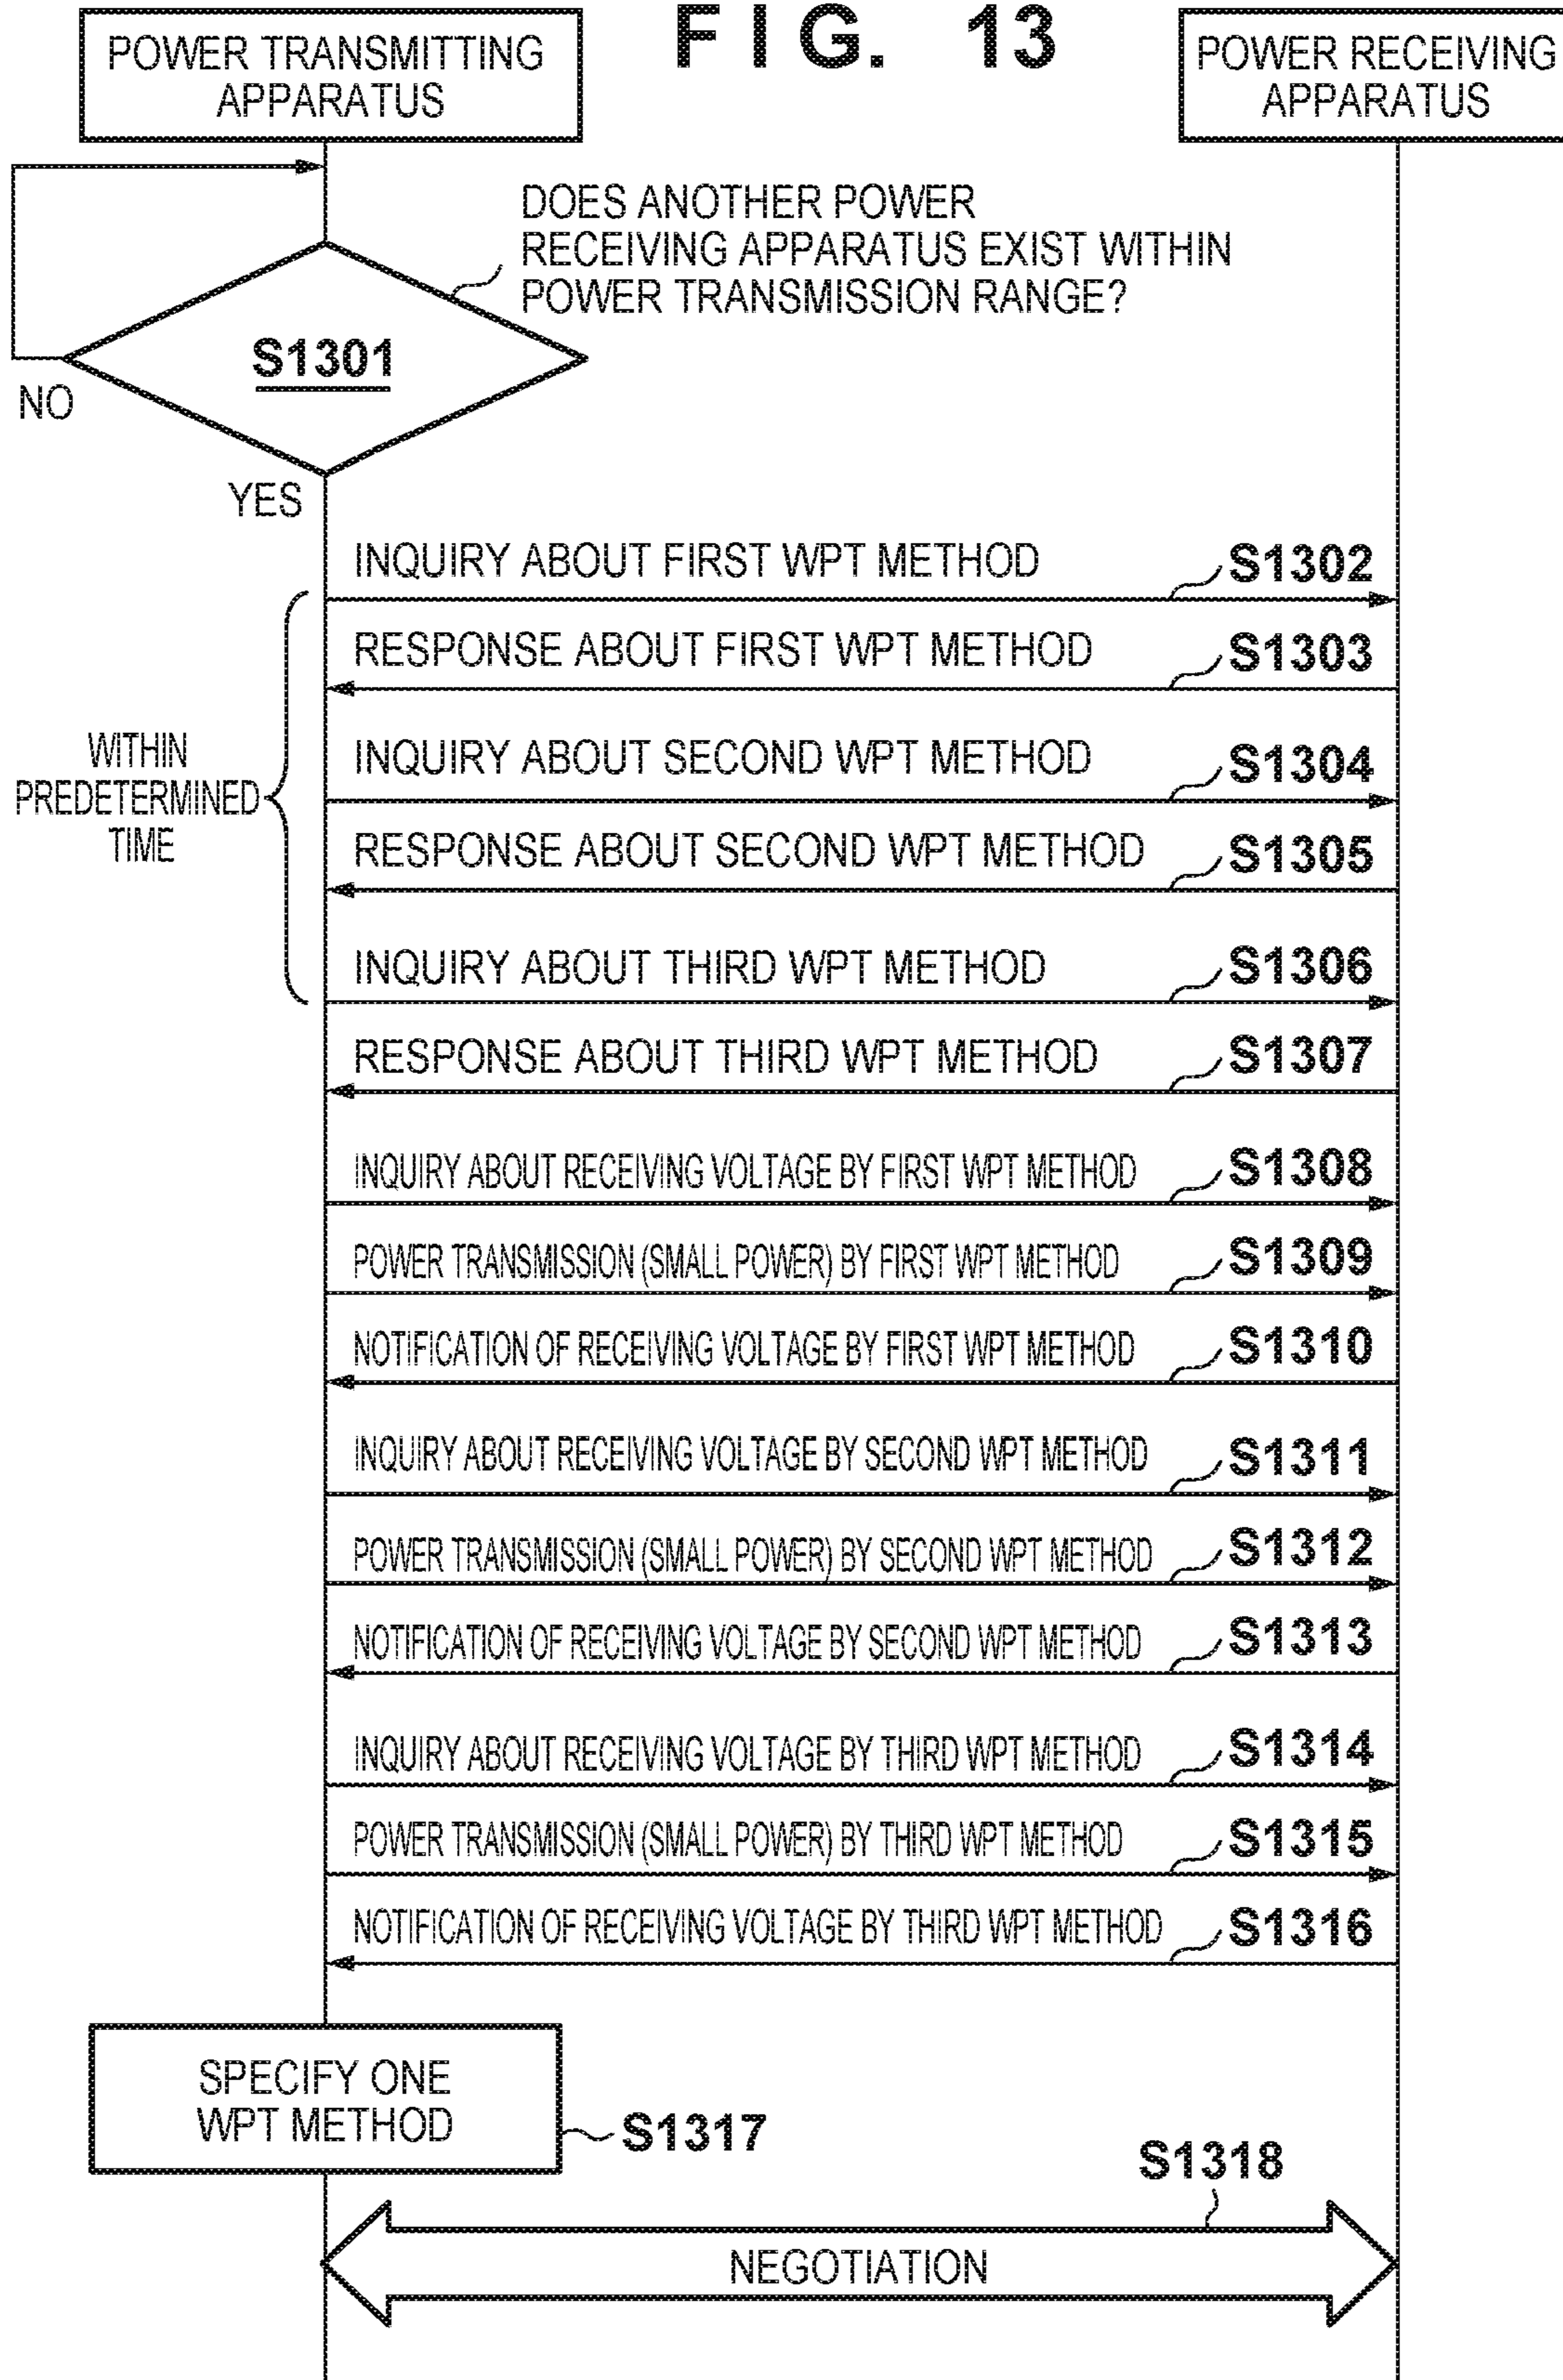 FIG. 13
POWER TRANSMITTING
APPARATUS
POWER RECEIVING
APPARATUS
DOES ANOTHER POWER
RECEIVING APPARATUS EXIST WITHIN
POWER TRANSMISSION RANGE?
S1301
NO
YES
INQUIRY ABOUT FIRST WPT METHOD
S1302
RESPONSE ABOUT FIRST WPT METHOD
S1303
WITHIN
PREDETERMINED
TIME
INQUIRY ABOUT SECOND WPT METHOD
S1304
RESPONSE ABOUT SECOND WPT METHOD
S1305
INQUIRY ABOUT THIRD WPT METHOD
S1306
RESPONSE ABOUT THIRD WPT METHOD
S1307
INQUIRY ABOUT RECEIVING VOLTAGE BY FIRST WPT METHOD
S1308
POWER TRANSMISSION (SMALL POWER) BY FIRST WPT METHOD
S1309
NOTIFICATION OF RECEIVING VOLTAGE BY FIRST WPT METHOD
S1310
INQUIRY ABOUT RECEIVING VOLTAGE BY SECOND WPT METHOD
S1311
POWER TRANSMISSION (SMALL POWER) BY SECOND WPT METHOD
S1312
NOTIFICATION OF RECEIVING VOLTAGE BY SECOND WPT METHOD
S1313
INQUIRY ABOUT RECEIVING VOLTAGE BY THIRD WPT METHOD
S1314
POWER TRANSMISSION (SMALL POWER) BY THIRD WPT METHOD
S1315
NOTIFICATION OF RECEIVING VOLTAGE BY THIRD WPT METHOD
S1316
SPECIFY ONE
WPT METHOD
S1317
S1318
NEGOTIATION